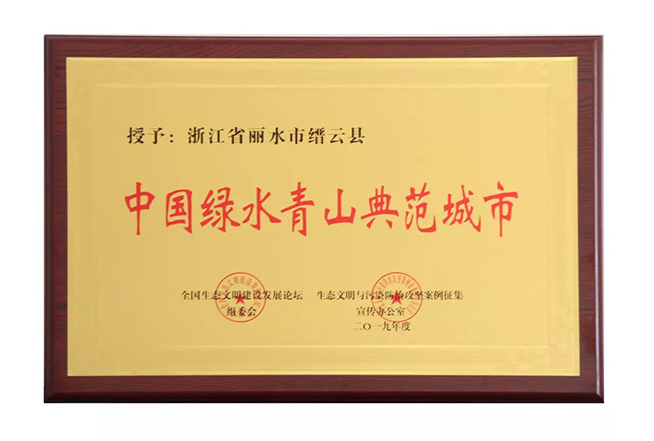 授予：浙江省丽水市缙云县
中国绿水青山典范城市
全国生态文明建设发展论坛
组委会
生态文明与污染防治攻坚案例征集
宣传办公室
二〇一九年度